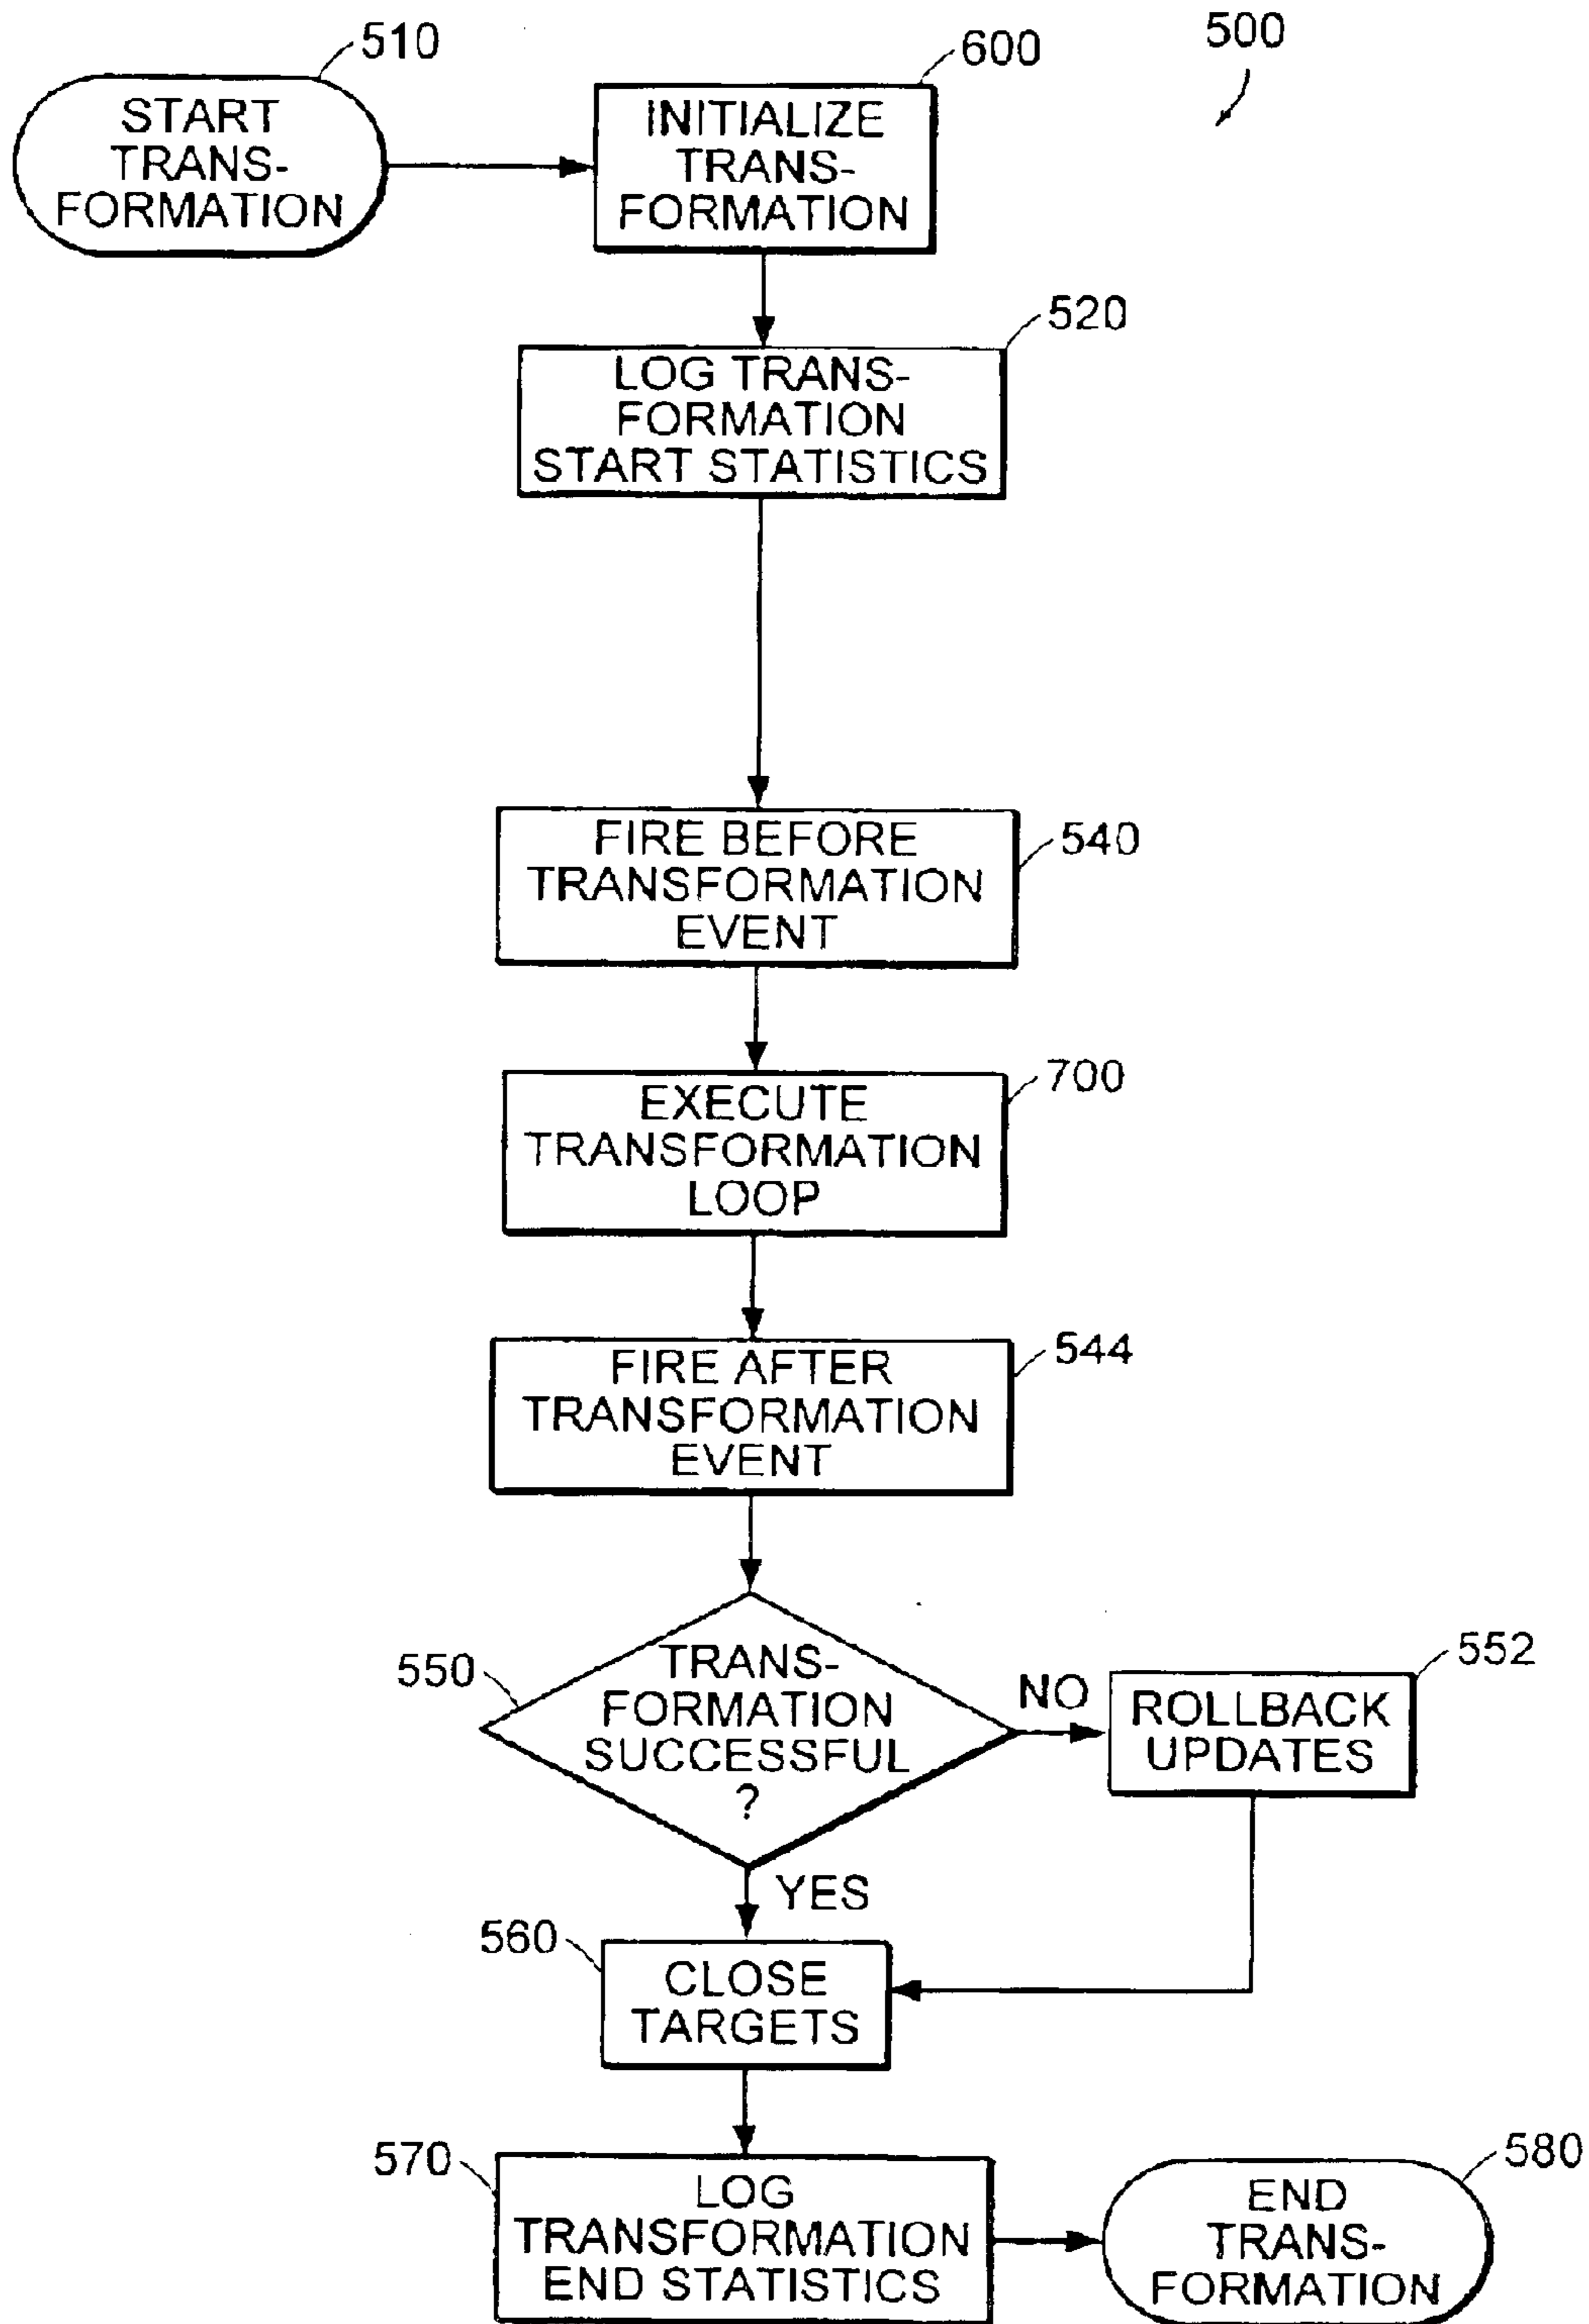 510
START
TRANS-
FORMATION
600
INITIALIZE
TRANS-
FORMATION
500
520
LOG TRANS-
FORMATION
START STATISTICS
540
FIRE BEFORE
TRANSFORMATION
EVENT
700
EXECUTE
TRANSFORMATION
LOOP
544
FIRE AFTER
TRANSFORMATION
EVENT
550
TRANS-
FORMATION
SUCCESSFUL
?
NO
552
ROLLBACK
UPDATES
YES
560
CLOSE
TARGETS
570
LOG
TRANSFORMATION
END STATISTICS
580
END
TRANS-
FORMATION